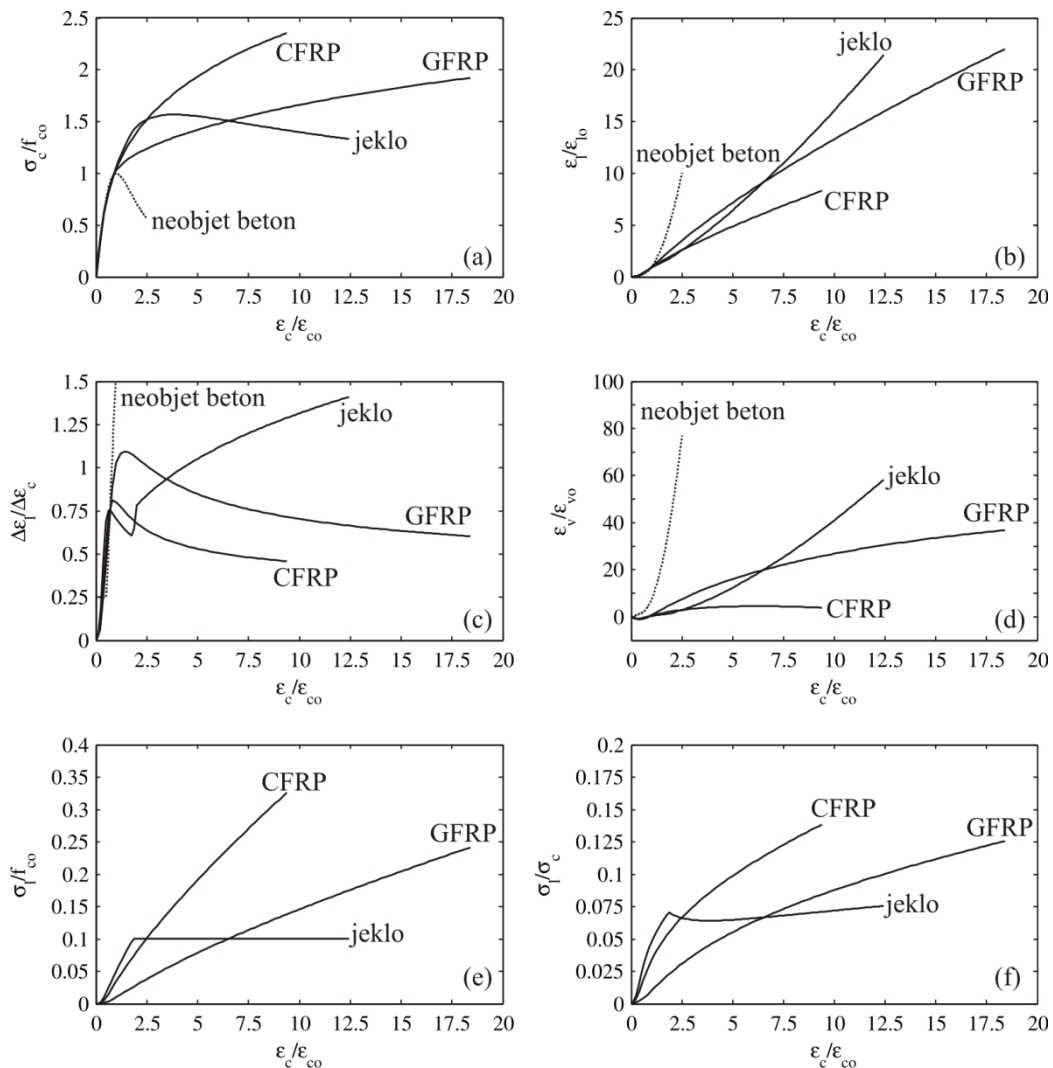 2.5
2
1.5
1
0.5
0
σc/fco
CFRP
GFRP
jeklo
neobjet beton
(a)
0 2.5 5 7.5 10 12.5 15 17.5 20
εc/εco
25
20
15
10
5
0
εl/εlo
jeklo
GFRP
neobjet beton
CFRP
(b)
0 2.5 5 7.5 10 12.5 15 17.5 20
εc/εco
1.5
1.25
1
0.75
0.5
0.25
0
Δεl/Δεc
neobjet beton
jeklo
GFRP
CFRP
(c)
0 2.5 5 7.5 10 12.5 15 17.5 20
εc/εco
100
80
60
40
20
0
εv/εvo
neobjet beton
jeklo
GFRP
CFRP
(d)
0 2.5 5 7.5 10 12.5 15 17.5 20
εc/εco
0.4
0.35
0.3
0.25
0.2
0.15
0.1
0.05
0
σl/fco
CFRP
GFRP
jeklo
(e)
0 2.5 5 7.5 10 12.5 15 17.5 20
εc/εco
0.2
0.175
0.15
0.125
0.1
0.075
0.05
0.025
0
σl/σc
CFRP
GFRP
jeklo
(f)
0 2.5 5 7.5 10 12.5 15 17.5 20
εc/εco